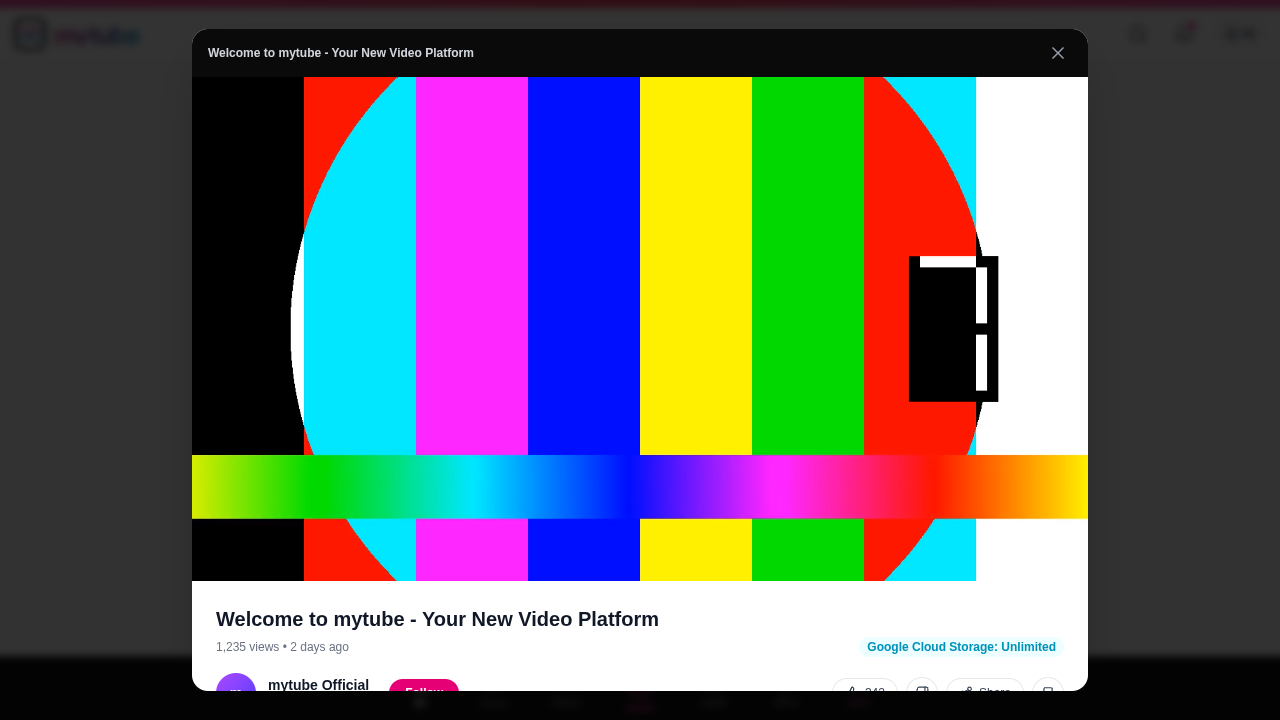 mytube
Welcome to mytube - Your New Video Platform
Welcome to mytube - Your New Video Platform
1,235 views • 2 days ago
Google Cloud Storage: Unlimited
mytube Official
Follow
Share